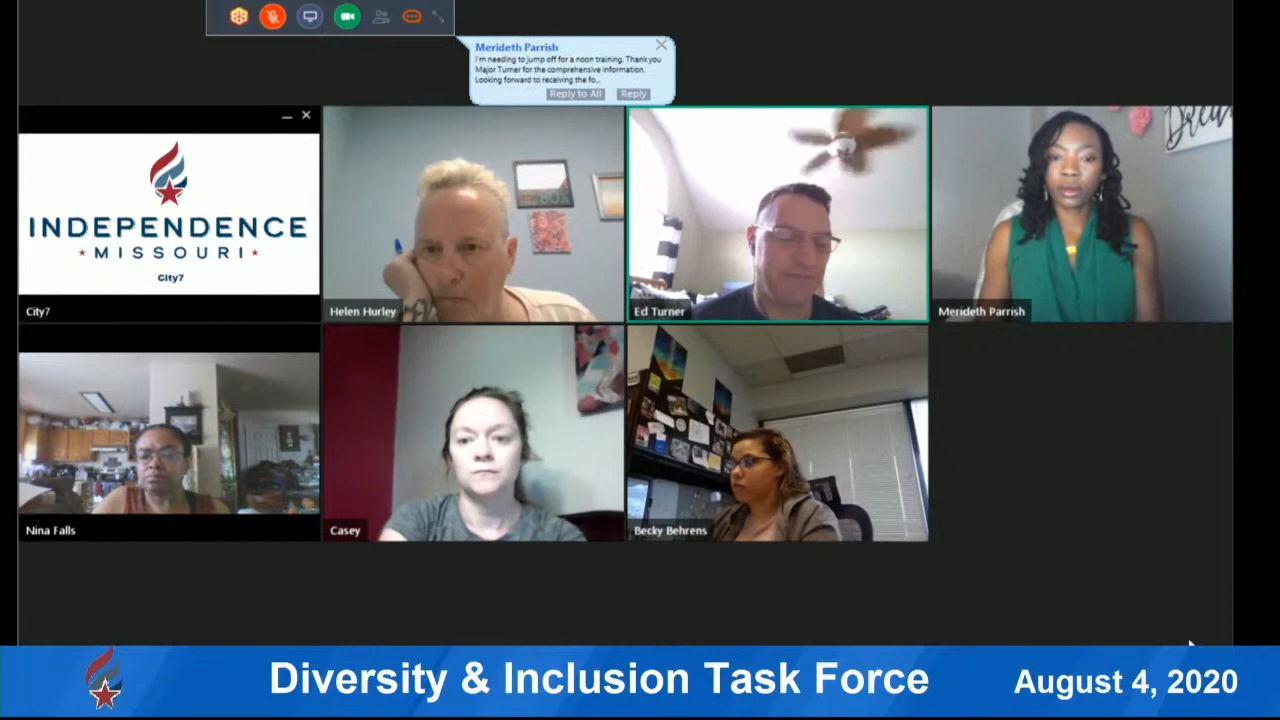 Merideth Parrish
I'm needing to jump off for a noon training. Thank you
Major Turner for the comprehensive information.
Looking forward to receiving the fo...
Reply to All Reply
INDEPENDENCE
MISSOURI
City7
City7
Helen Hurley
BOX
Ed Turner
Merideth Parrish
Dream
Nina Falls
Casey
Becky Behrens
Diversity & Inclusion Task Force
August 4, 2020